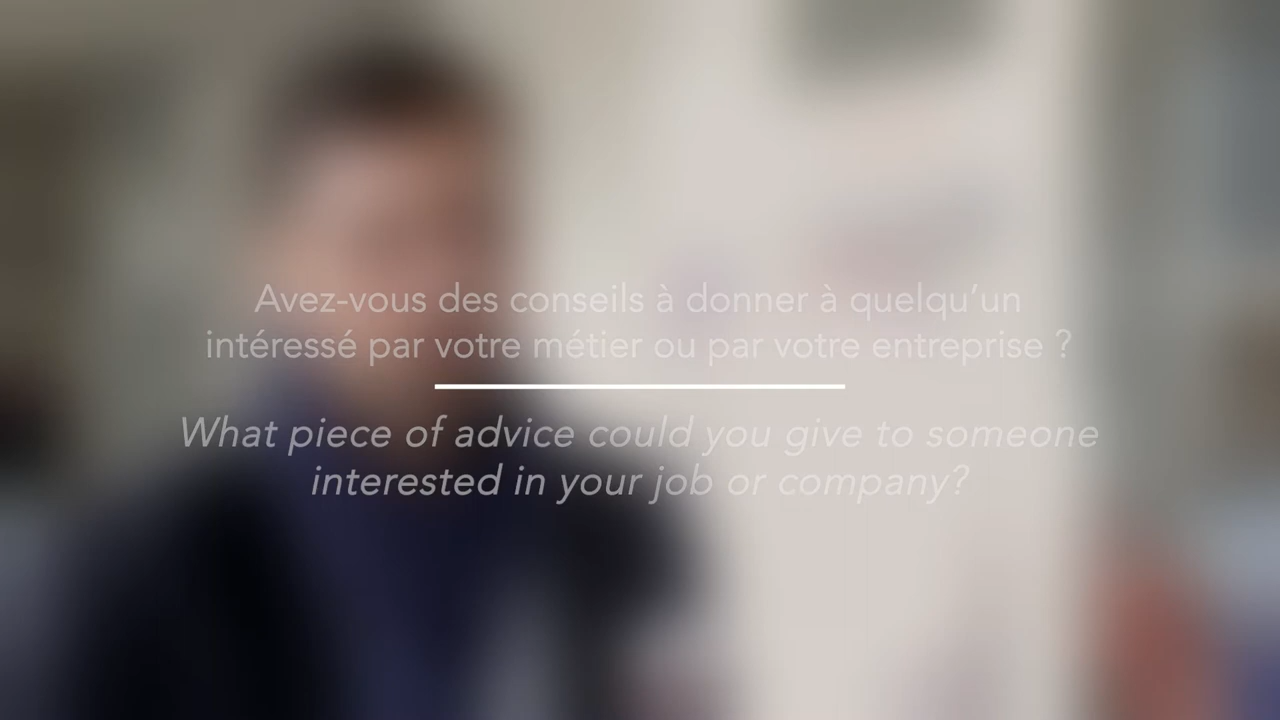 Avez-vous des conseils à donner à quelqu’un
intéressé par votre métier ou par votre entreprise ?
What piece of advice could you give to someone
interested in your job or company?